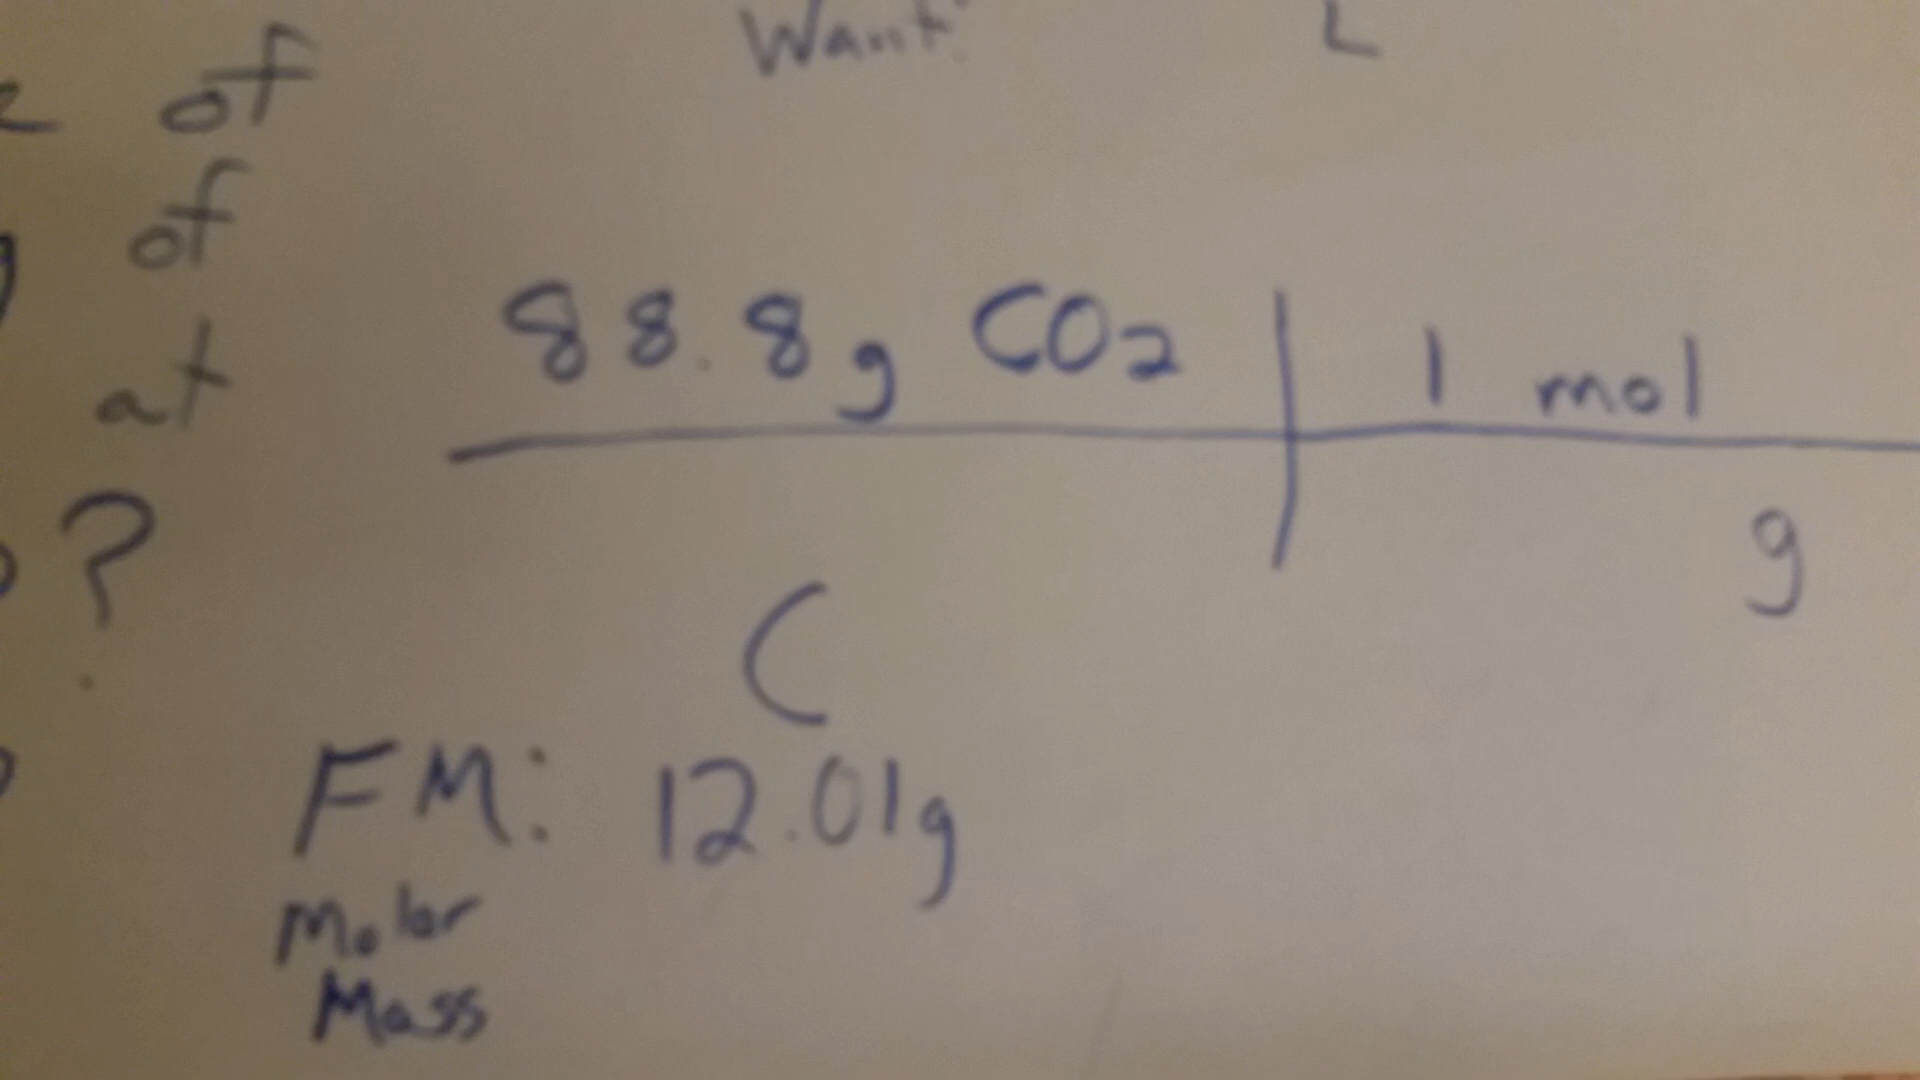 of
Want: L
of
88.8g CO2 | 1 mol
at
g
?
C
FM: 12.01g
Molar
Mass